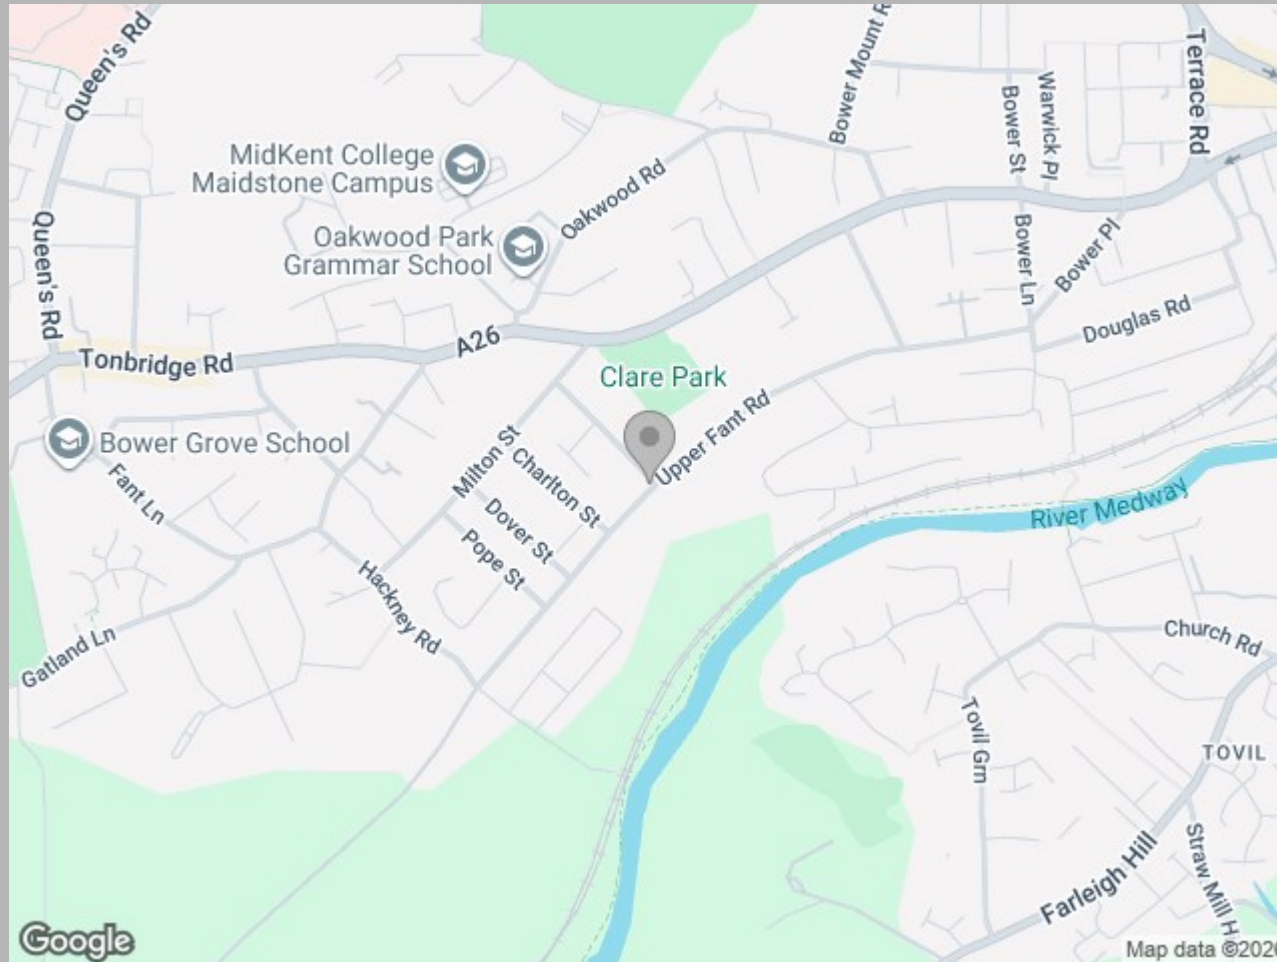 Queen's Rd
Bower Mount R
Terrace Rd
Warwick Pl
Bower St
MidKent College
Maidstone Campus
Oakwood Rd
Oakwood Park
Grammar School
Queen's Rd
Bower Ln
Bower Pl
Douglas Rd
A26
Tonbridge Rd
Clare Park
Upper Fant Rd
Bower Grove School
Milton St
Charlton St
Fant Ln
Dover St
Pope St
River Medway
Hackney Rd
Gatland Ln
Church Rd
Tovil Grn
TOVIL
Straw Mill Hi
Farleigh Hill
Google
Map data ©2026